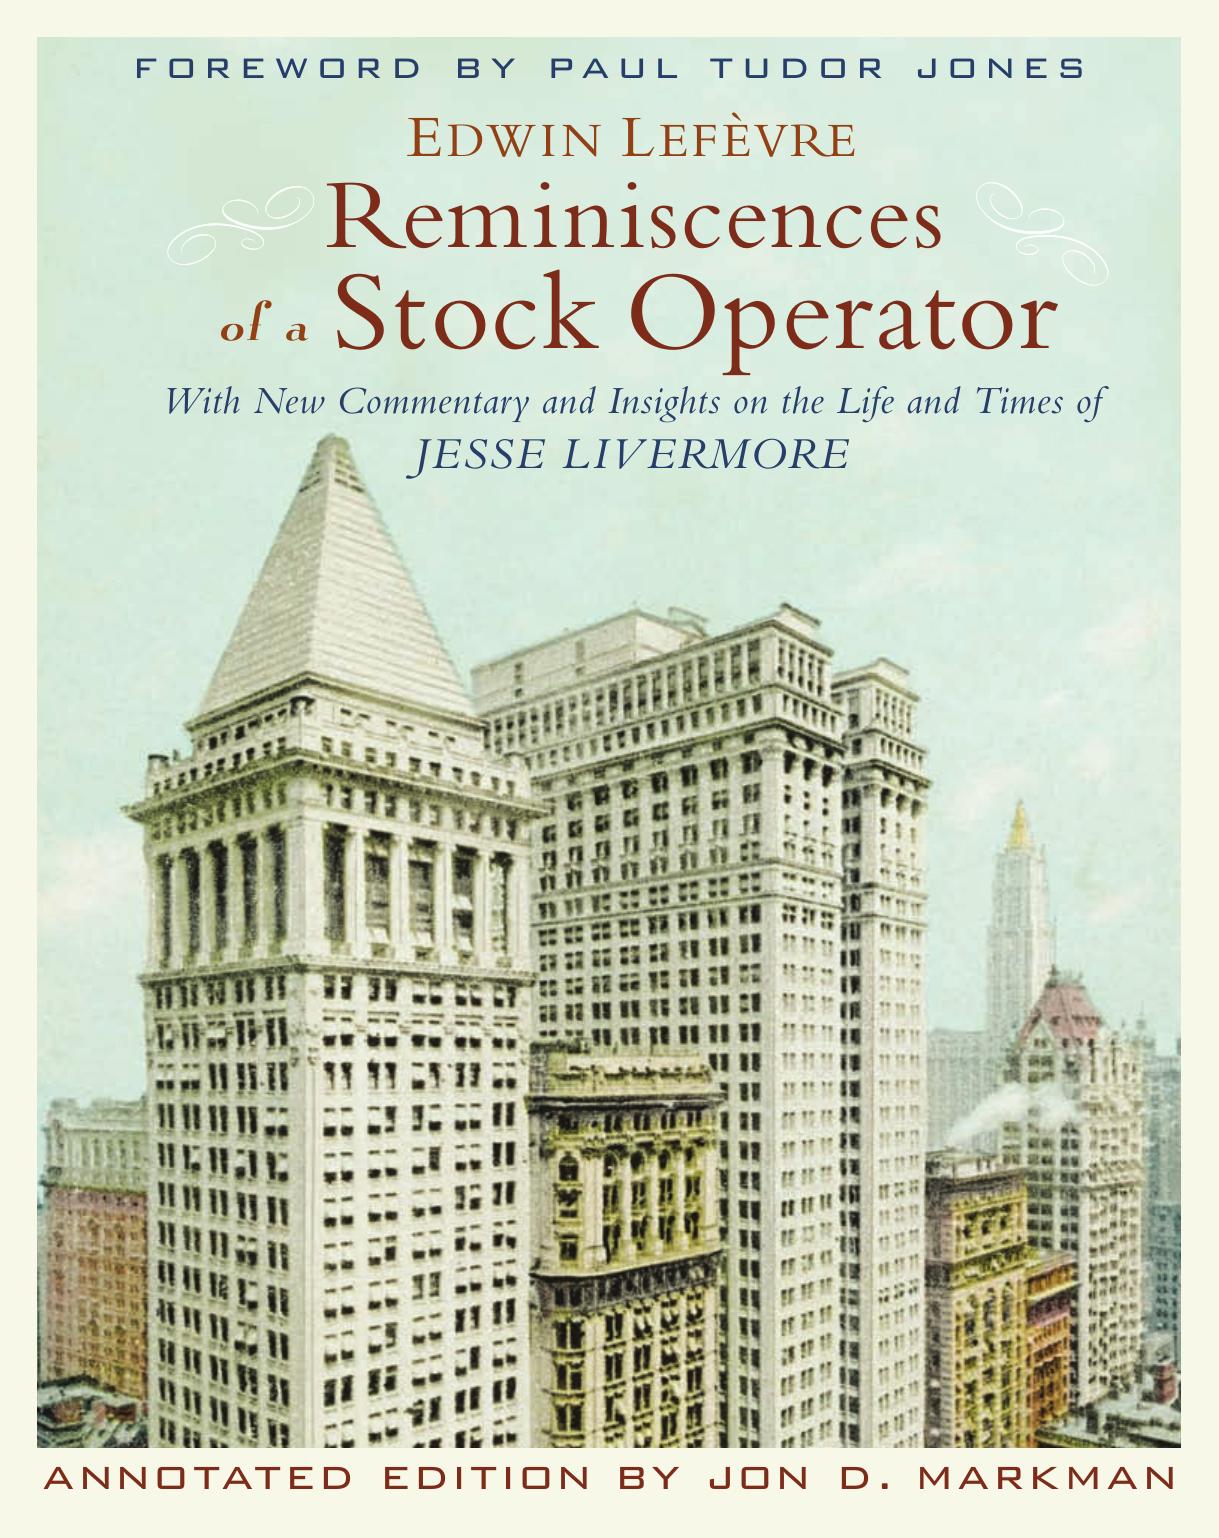 FOREWORD BY PAUL TUDOR JONES
EDWIN LEFÈVRE
Reminiscences
of a Stock Operator
With New Commentary and Insights on the Life and Times of
JESSE LIVERMORE
ANNOTATED EDITION BY JON D. MARKMAN